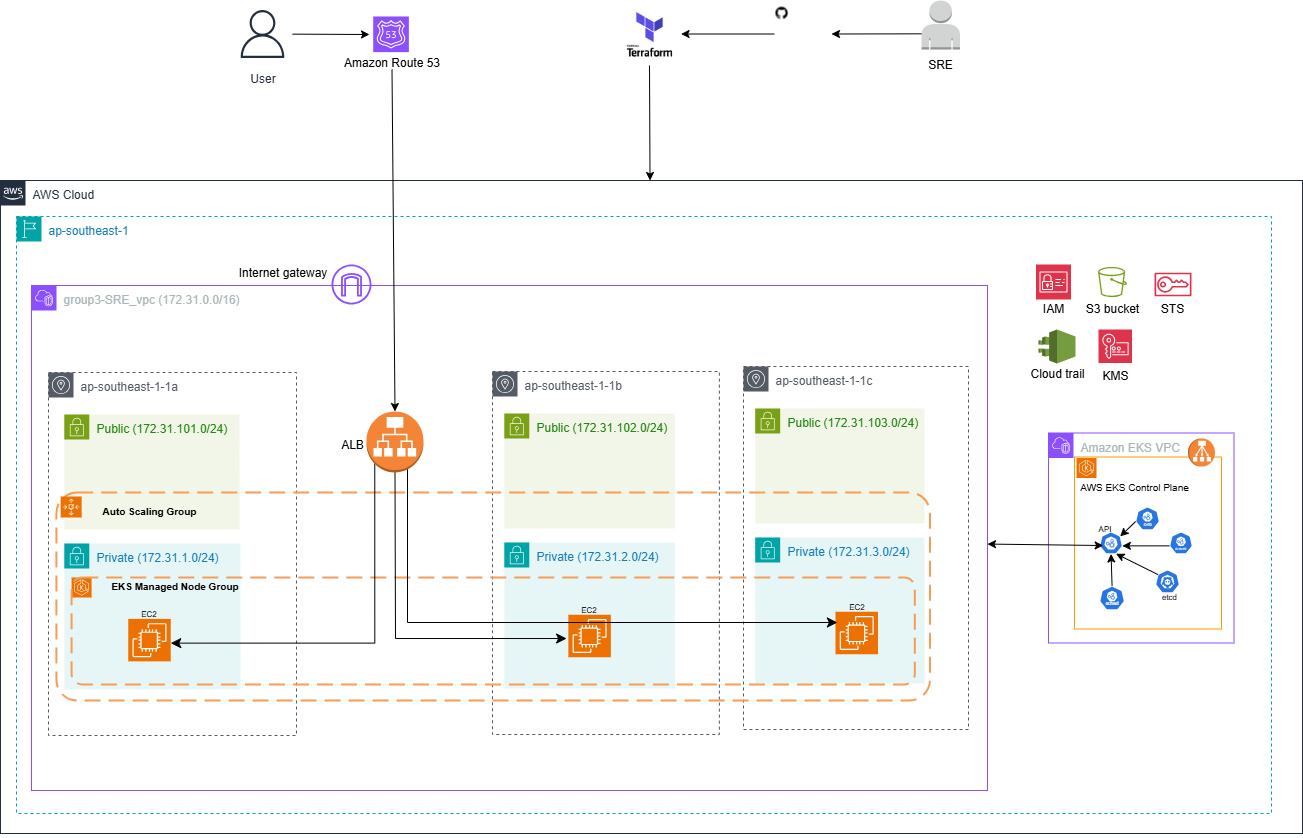 53
User
Amazon Route 53
Terraform
SRE
aws
AWS Cloud
ap-southeast-1
Internet gateway
group3-SRE_vpc (172.31.0.0/16)
IAM
S3 bucket
STS
Cloud trail
KMS
ap-southeast-1-1a
ap-southeast-1-1b
ap-southeast-1-1c
Public (172.31.101.0/24)
Public (172.31.102.0/24)
Public (172.31.103.0/24)
ALB
Amazon EKS VPC
AWS EKS Control Plane
API
etcd
Auto Scaling Group
Private (172.31.1.0/24)
Private (172.31.2.0/24)
Private (172.31.3.0/24)
EKS Managed Node Group
EC2
EC2
EC2